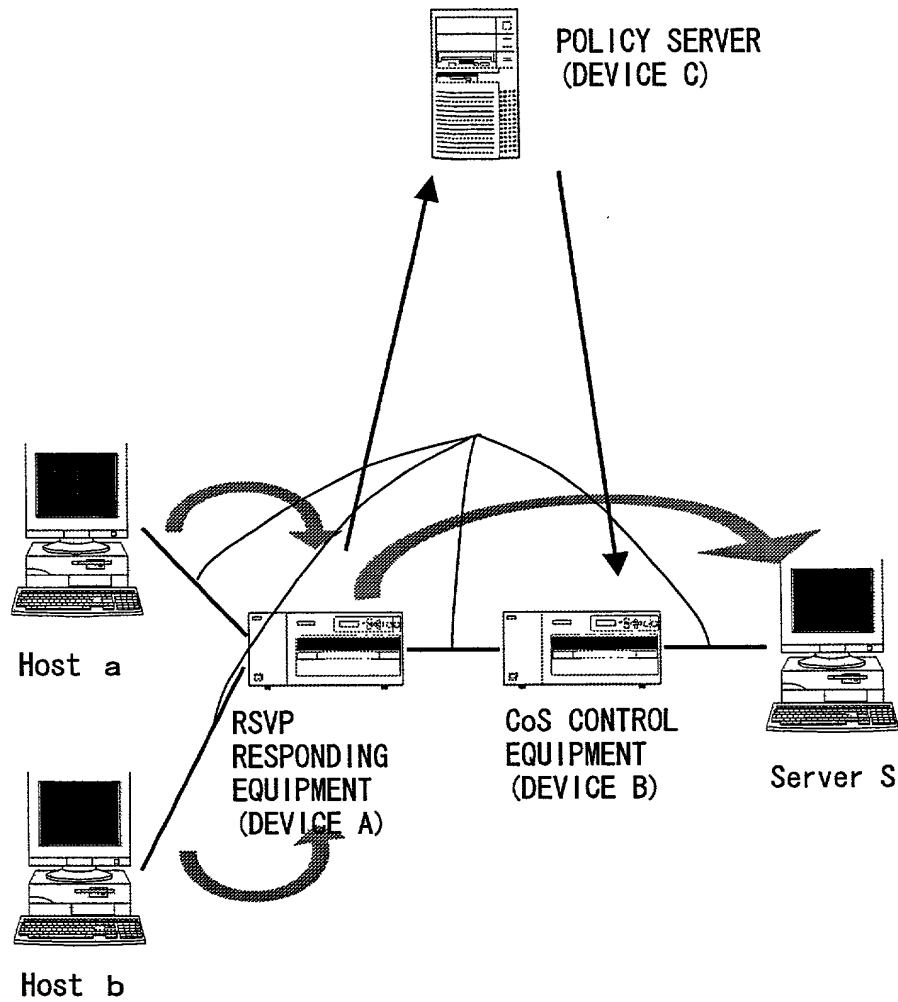 POLICY SERVER
(DEVICE C)
Host a
RSVP
RESPONDING
EQUIPMENT
(DEVICE A)
CoS CONTROL
EQUIPMENT
(DEVICE B)
Server S
Host b